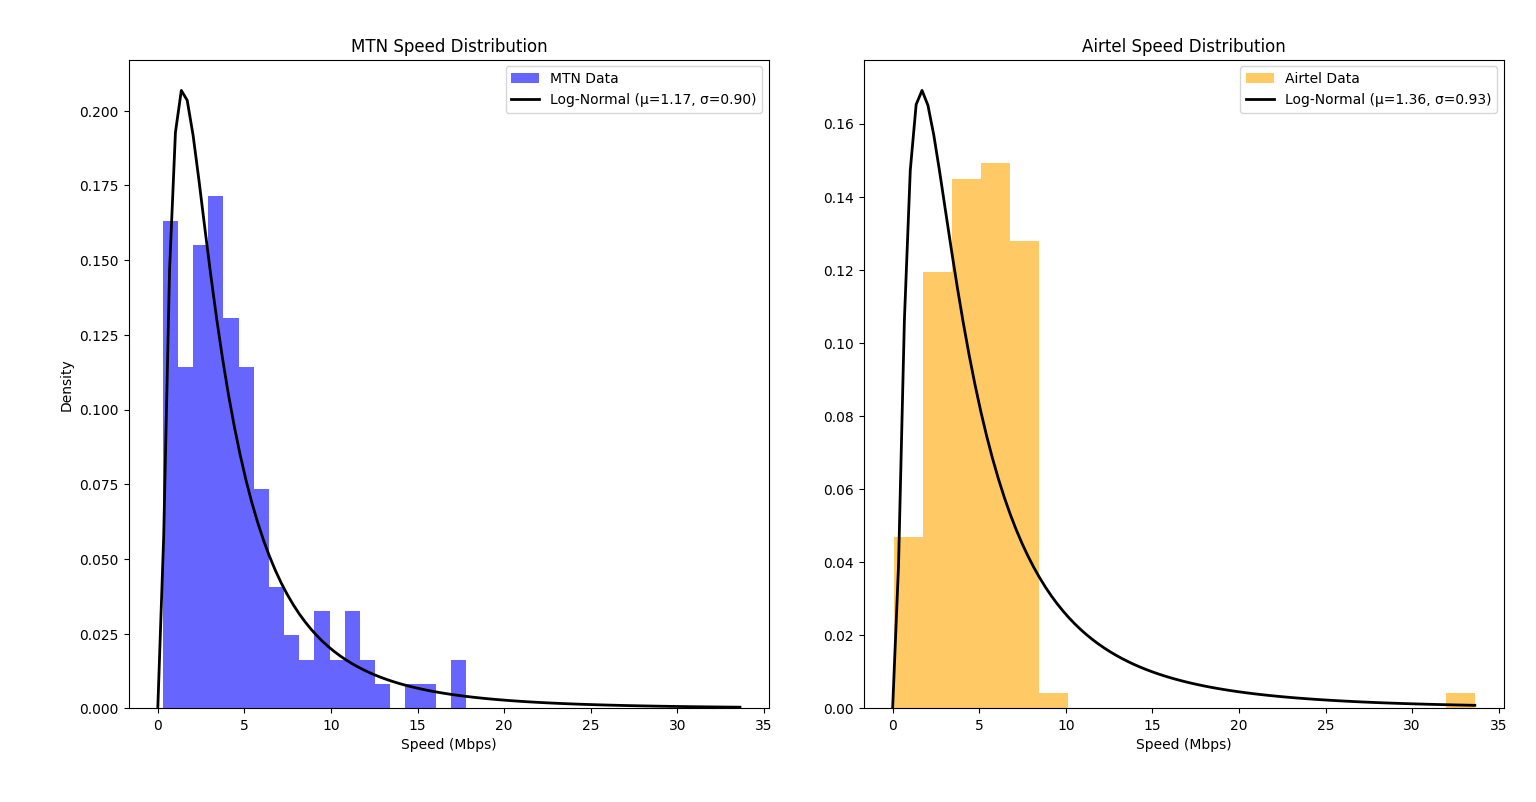 MTN Speed Distribution
MTN Data
Log-Normal (μ=1.17, σ=0.90)
0.200
0.175
0.150
0.125
0.100
0.075
0.050
0.025
0.000
Density
0 5 10 15 20 25 30 35
Speed (Mbps)
Airtel Speed Distribution
Airtel Data
Log-Normal (μ=1.36, σ=0.93)
0.16
0.14
0.12
0.10
0.08
0.06
0.04
0.02
0.00
0 5 10 15 20 25 30 35
Speed (Mbps)